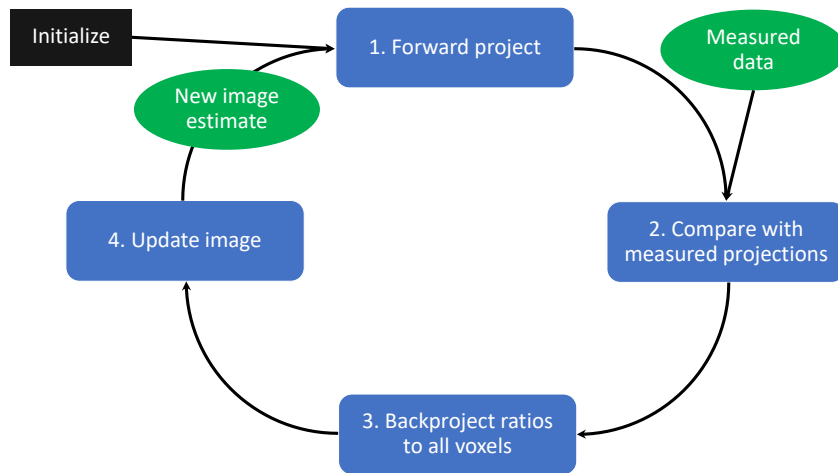 Initialize
1. Forward project
Measured
data
New image
estimate
4. Update image
2. Compare with
measured projections
3. Backproject ratios
to all voxels